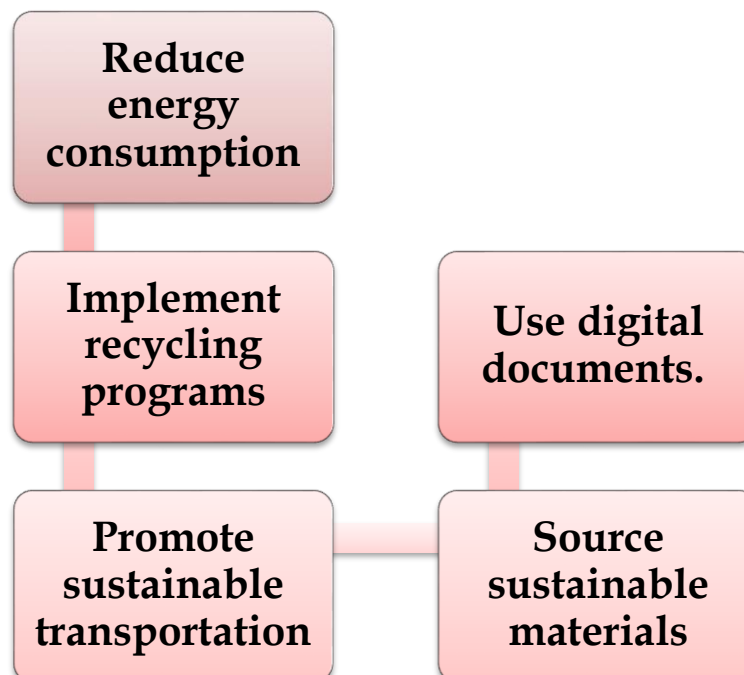 Reduce
energy
consumption
Implement
recycling
programs
Promote
sustainable
transportation
Source
sustainable
materials
Use digital
documents.